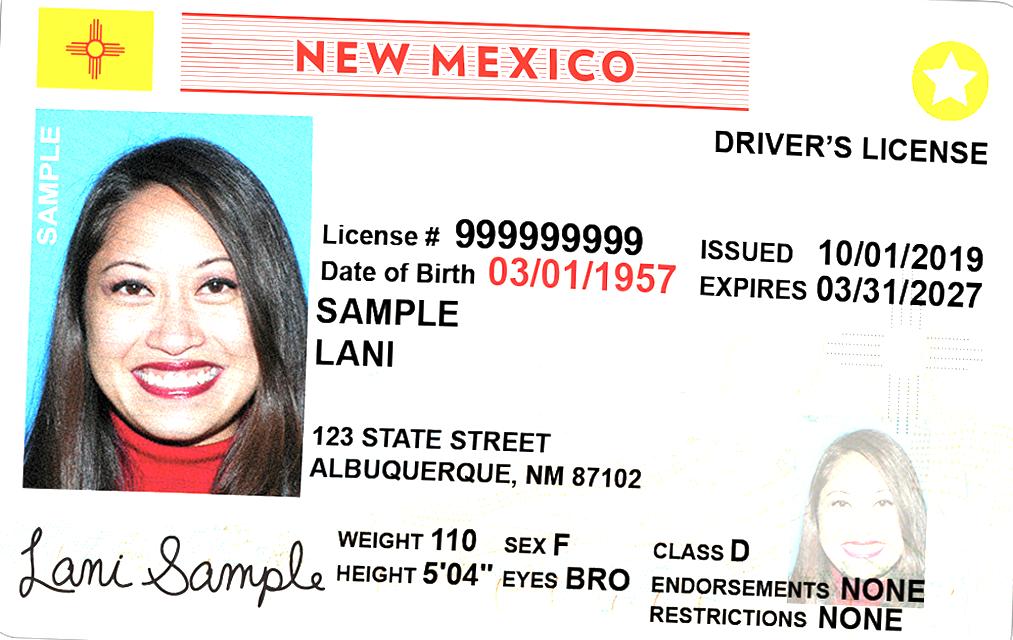 NEW MEXICO
DRIVER'S LICENSE
SAMPLE
License # 999999999
Date of Birth 03/01/1957
ISSUED 10/01/2019
EXPIRES 03/31/2027
SAMPLE
LANI
123 STATE STREET
ALBUQUERQUE, NM 87102
WEIGHT 110 SEX F
HEIGHT 5'04" EYES BRO
CLASS D
ENDORSEMENTS NONE
RESTRICTIONS NONE
Lani Sample